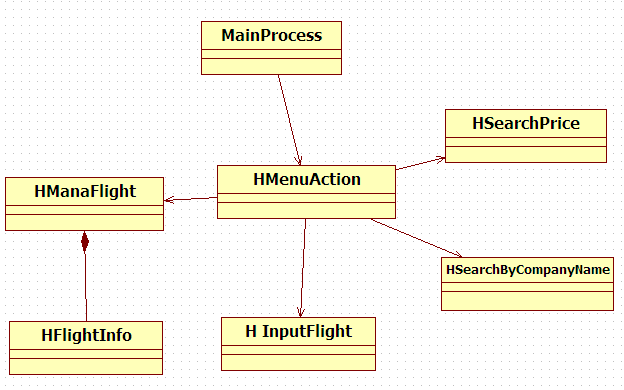 MainProcess
HSearchPrice
HMenuAction
HManaFlight
HSearchByCompanyName
H InputFlight
HFlightInfo